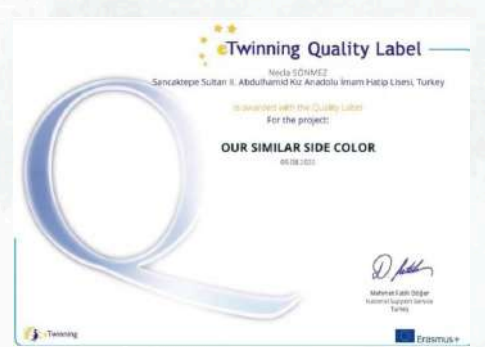 eTwinning Quality Label
Necla SÖNMEZ
Sancaktepe Sultan II. Abdulhamid Kız Anadolu İmam Hatip Lisesi, Turkey
is awarded with the Quality Label
For the project:
OUR SIMILAR SIDE COLOR
Mehmet Fatih Döğer
National Support Service
Turkey
eTwinning
Erasmus+